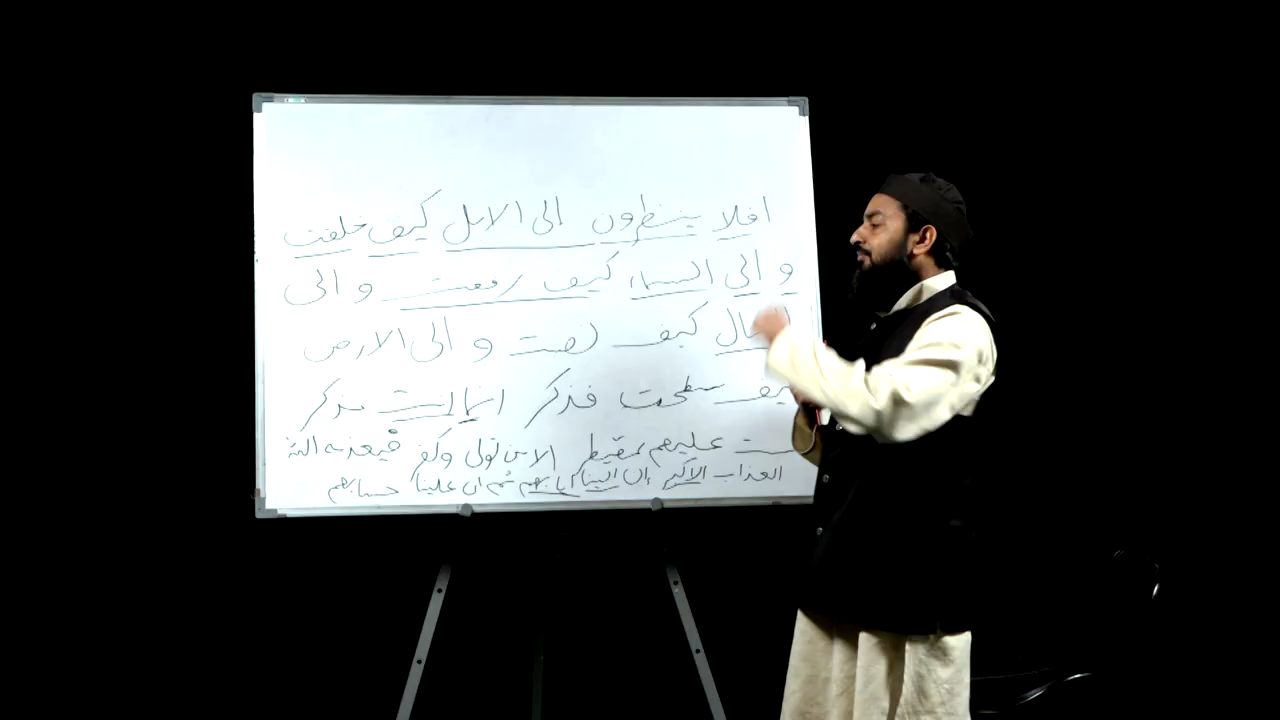 افلا ينظرون الى الابل كيف خلقت
و الى السماء كيف رفعت و الى
كيف نصبت و الى الارض
سطحت فذكر انما انت مذكر
عليهم بمصيطر الا من تولى وكفر فيعذبه الله
العذاب الاكبر ان الينا ايابهم ثم ان علينا حسابهم